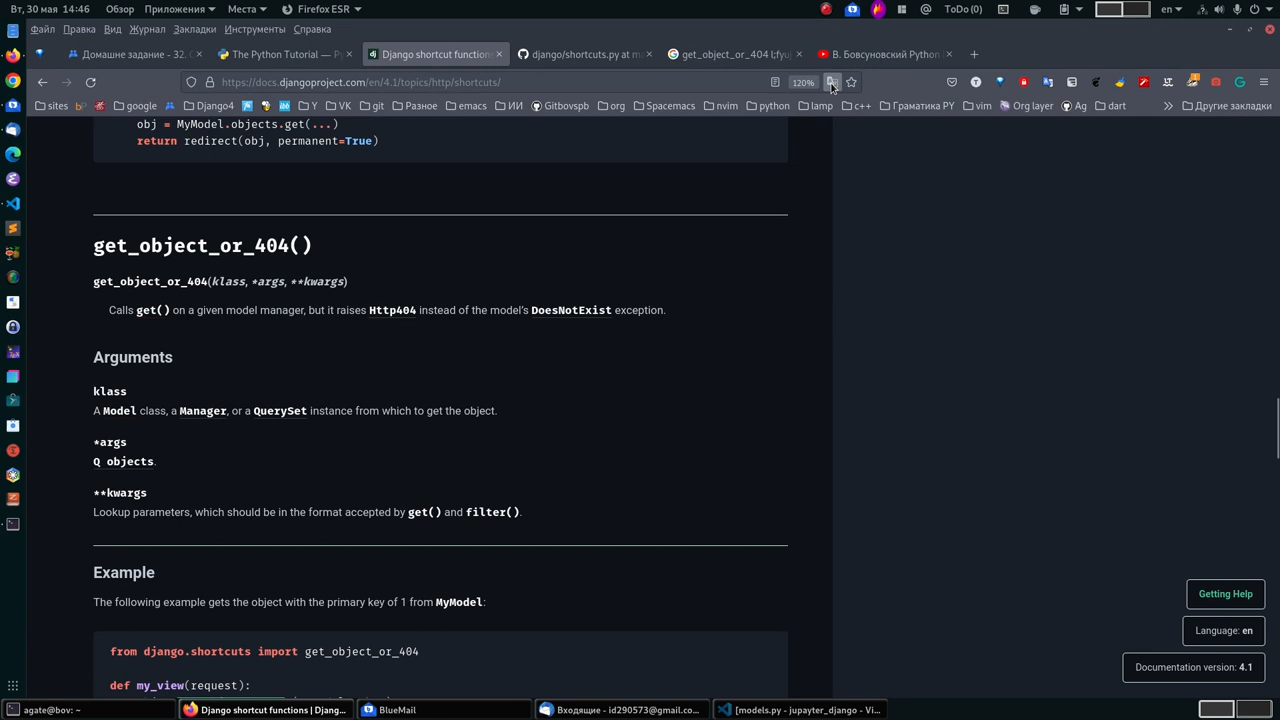 Вт, 30 мая 14:46
Обзор
Приложения
Места
Firefox ESR
ToDo(0)
en
Файл Правка Вид Журнал Закладки Инструменты Справка
Домашне задание - 32. О
The Python Tutorial — Py
Django shortcut functions
django/shortcuts.py at ma
get_object_or_404 l;fyuj
В. Бовсуновский Python
https://docs.djangoproject.com/en/4.1/topics/http/shortcuts/
120%
sites google Django4 Y VK git Разное emacs ИИ Gitbovspb org Spacemacs nvim python lamp c++ Граматика РУ vim Org layer Ag dart Другие закладки
obj = MyModel.objects.get(...)
return redirect(obj, permanent=True)
get_object_or_404()
get_object_or_404(klass, *args, **kwargs)
Calls get() on a given model manager, but it raises Http404 instead of the model's DoesNotExist exception.
Arguments
klass
A Model class, a Manager, or a QuerySet instance from which to get the object.
*args
Q objects.
**kwargs
Lookup parameters, which should be in the format accepted by get() and filter().
Example
The following example gets the object with the primary key of 1 from MyModel:
from django.shortcuts import get_object_or_404
def my_view(request):
Getting Help
Language: en
Documentation version: 4.1
agate@bov: ~
Django shortcut functions | Djang...
BlueMail
Входящие - id290573@gmail.co...
[models.py - jupayter_django - Vi...